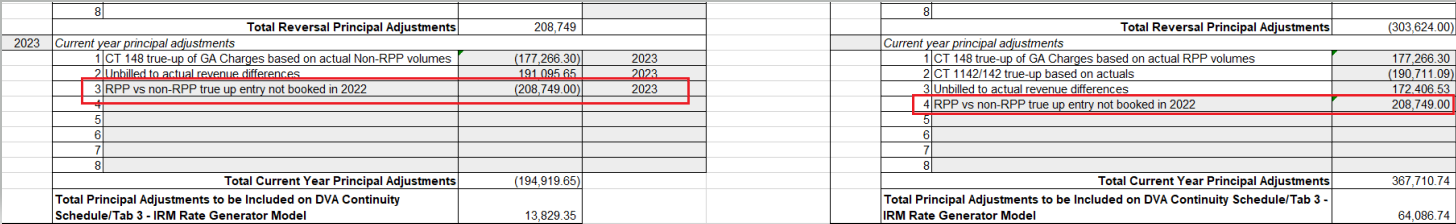 8
Total Reversal Principal Adjustments 208,749
2023 Current year principal adjustments
1 CT 148 true-up of GA Charges based on actual Non-RPP volumes (177,266.30) 2023
2 Unbilled to actual revenue differences 191,095.65 2023
3 RPP vs non-RPP true up entry not booked in 2022 (208,749.00) 2023
4
5
6
7
8
Total Current Year Principal Adjustments (194,919.65)
Total Principal Adjustments to be Included on DVA Continuity
Schedule/Tab 3 - IRM Rate Generator Model 13,829.35
8
Total Reversal Principal Adjustments (303,624.00)
Current year principal adjustments
1 CT 148 true-up of GA Charges based on actual RPP volumes 177,266.30
2 CT 1142/142 true-up based on actuals (190,711.09)
3 Unbilled to actual revenue differences 172,406.53
4 RPP vs non-RPP true up entry not booked in 2022 208,749.00
5
6
7
8
Total Current Year Principal Adjustments 367,710.74
Total Principal Adjustments to be Included on DVA Continuity Schedule/Tab 3 -
IRM Rate Generator Model 64,086.74